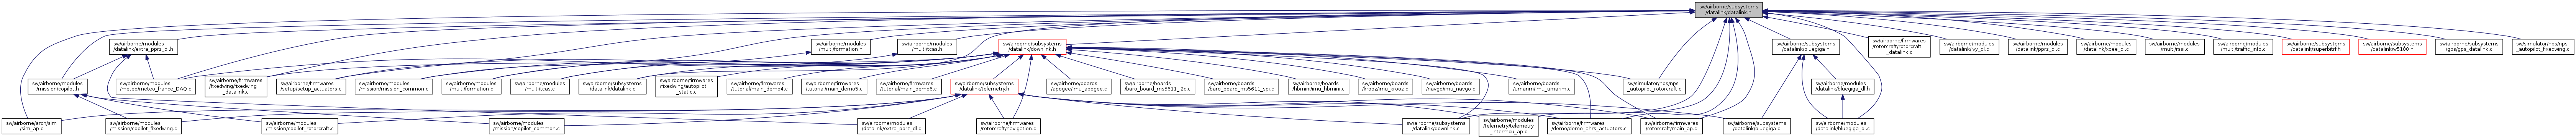 sw/airborne/subsystems
/datalink/datalink.h
sw/airborne/modules
/datalink/extra_pprz_dl.h
sw/airborne/modules
/multi/formation.h
sw/airborne/modules
/multi/tcas.h
sw/airborne/subsystems
/datalink/downlink.h
sw/airborne/subsystems
/datalink/bluegiga.h
sw/airborne/firmwares
/rotorcraft/rotorcraft
_datalink.c
sw/airborne/modules
/datalink/ivy_dl.c
sw/airborne/modules
/datalink/pprz_dl.c
sw/airborne/modules
/datalink/xbee_dl.c
sw/airborne/modules
/multi/rssi.c
sw/airborne/modules
/multi/traffic_info.c
sw/airborne/subsystems
/datalink/superbitrf.h
sw/airborne/subsystems
/datalink/w5100.h
sw/airborne/subsystems
/gps/gps_datalink.c
sw/simulator/nps/nps
_autopilot_fixedwing.c
sw/airborne/modules
/mission/copilot.h
sw/airborne/modules
/meteo/meteo_france_DAQ.c
sw/airborne/firmwares
/fixedwing/fixedwing
_datalink.c
sw/airborne/firmwares
/setup/setup_actuators.c
sw/airborne/modules
/mission/mission_common.c
sw/airborne/modules
/multi/formation.c
sw/airborne/modules
/multi/tcas.c
sw/airborne/subsystems
/datalink/datalink.c
sw/airborne/firmwares
/fixedwing/autopilot
_static.c
sw/airborne/firmwares
/tutorial/main_demo4.c
sw/airborne/firmwares
/tutorial/main_demo5.c
sw/airborne/firmwares
/tutorial/main_demo6.c
sw/airborne/subsystems
/datalink/telemetry.h
sw/airborne/boards
/apogee/imu_apogee.c
sw/airborne/boards
/baro_board_ms5611_i2c.c
sw/airborne/boards
/baro_board_ms5611_spi.c
sw/airborne/boards
/hbmini/imu_hbmini.c
sw/airborne/boards
/krooz/imu_krooz.c
sw/airborne/boards
/navgo/imu_navgo.c
sw/airborne/boards
/umarim/imu_umarim.c
sw/simulator/nps/nps
_autopilot_rotorcraft.c
sw/airborne/modules
/datalink/bluegiga_dl.h
sw/airborne/arch/sim
/sim_ap.c
sw/airborne/modules
/mission/copilot_fixedwing.c
sw/airborne/modules
/mission/copilot_rotorcraft.c
sw/airborne/modules
/mission/copilot_common.c
sw/airborne/modules
/datalink/extra_pprz_dl.c
sw/airborne/firmwares
/rotorcraft/navigation.c
sw/airborne/subsystems
/datalink/downlink.c
sw/airborne/modules
/telemetry/telemetry
_intermcu_ap.c
sw/airborne/firmwares
/demo/demo_ahrs_actuators.c
sw/airborne/firmwares
/rotorcraft/main_ap.c
sw/airborne/subsystems
/datalink/bluegiga.c
sw/airborne/modules
/datalink/bluegiga_dl.c